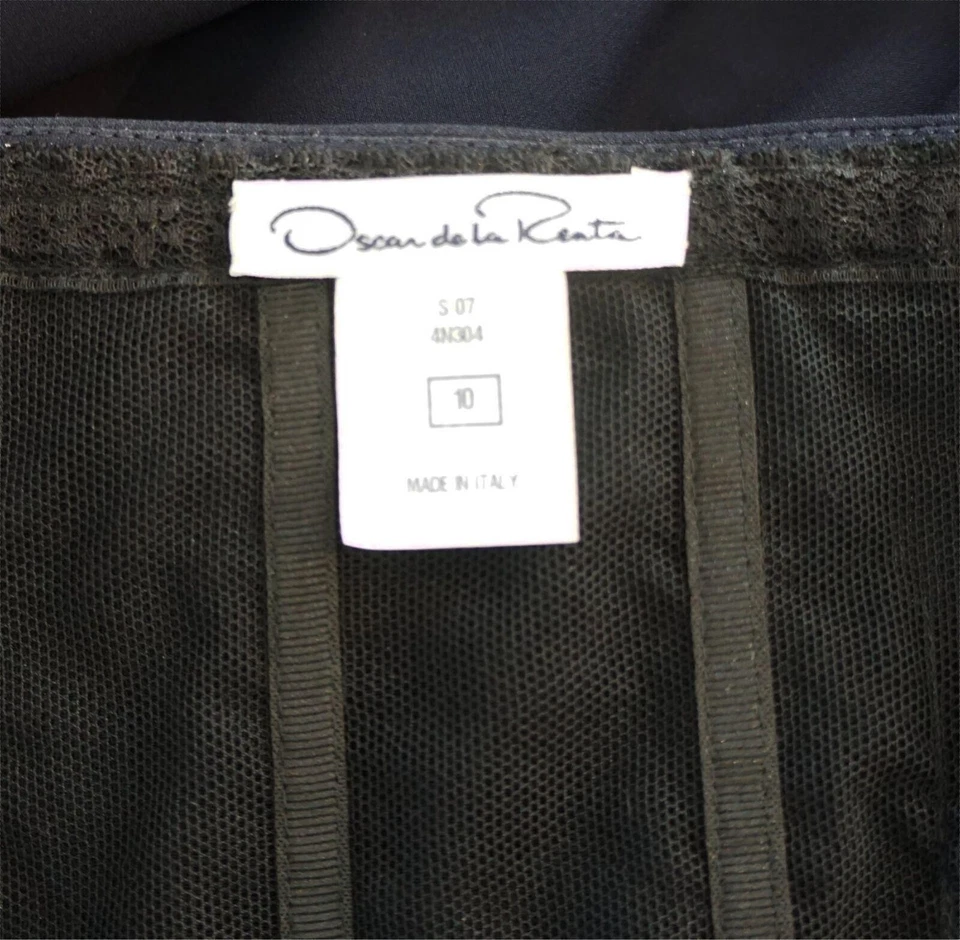 Oscar de la Renta
S 07
4N304
10
MADE IN ITALY